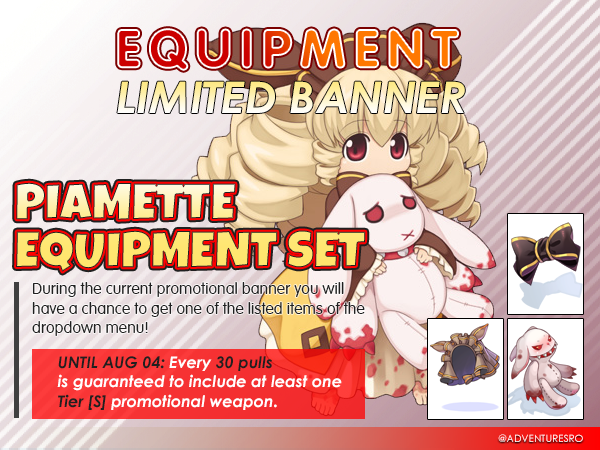 EQUIPMENT
LIMITED BANNER
PIAMETTE
EQUIPMENT SET
During the current promotional banner you will
have a chance to get one of the listed items of the
dropdown menu!
UNTIL AUG 04: Every 30 pulls
is guaranteed to include at least one
Tier [S] promotional weapon.
@ADVENTURESRO